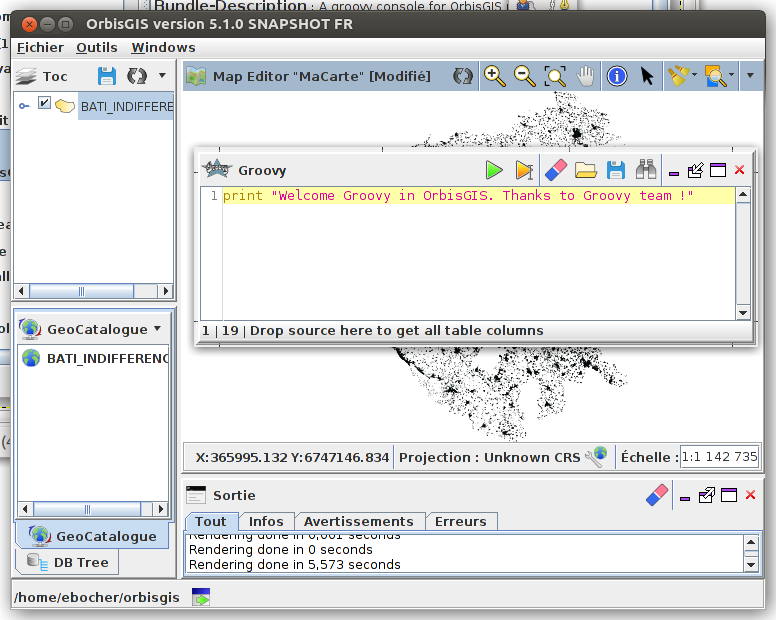 Bundle-Description : A groovy console for OrbisGIS
OrbisGIS version 5.1.0 SNAPSHOT FR
Fichier Outils Windows
Toc
Map Editor "MaCarte" [Modifié]
BATI_INDIFFERE
Groovy
1 print "Welcome Groovy in OrbisGIS. Thanks to Groovy team !"
1 | 19 | Drop source here to get all table columns
GeoCatalogue
BATI_INDIFFERENC
X:365995.132 Y:6747146.834 Projection : Unknown CRS Échelle : 1:1 142 735
Sortie
Tout Infos Avertissements Erreurs
Rendering done in 0,001 seconds
Rendering done in 0 seconds
Rendering done in 5,573 seconds
GeoCatalogue
DB Tree
/home/ebocher/orbisgis